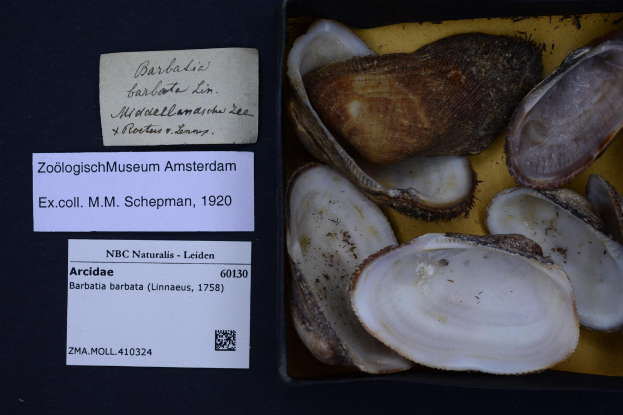 Barbatia
barbata Lin.
Middellandsche Zee
ZoölogischMuseum Amsterdam
Ex.coll. M.M. Schepman, 1920
NBC Naturalis - Leiden
Arcidae 60130
Barbatia barbata (Linnaeus, 1758)
ZMA.MOLL.410324